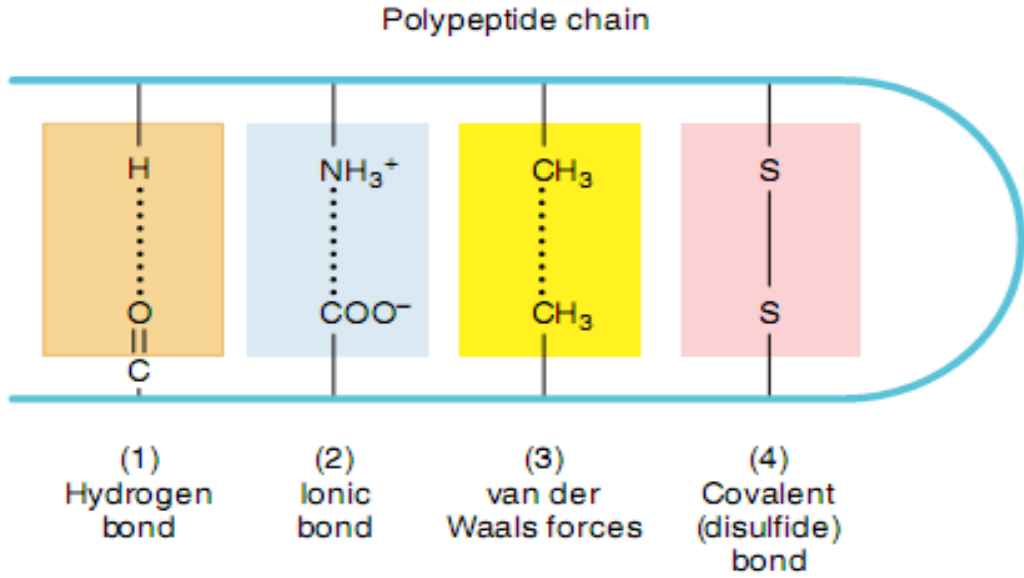 Polypeptide chain
H NH₃⁺ CH₃ S
O COO⁻ CH₃ S
C
(1) (2) (3) (4)
Hydrogen Ionic van der Covalent
bond bond Waals forces (disulfide)
bond